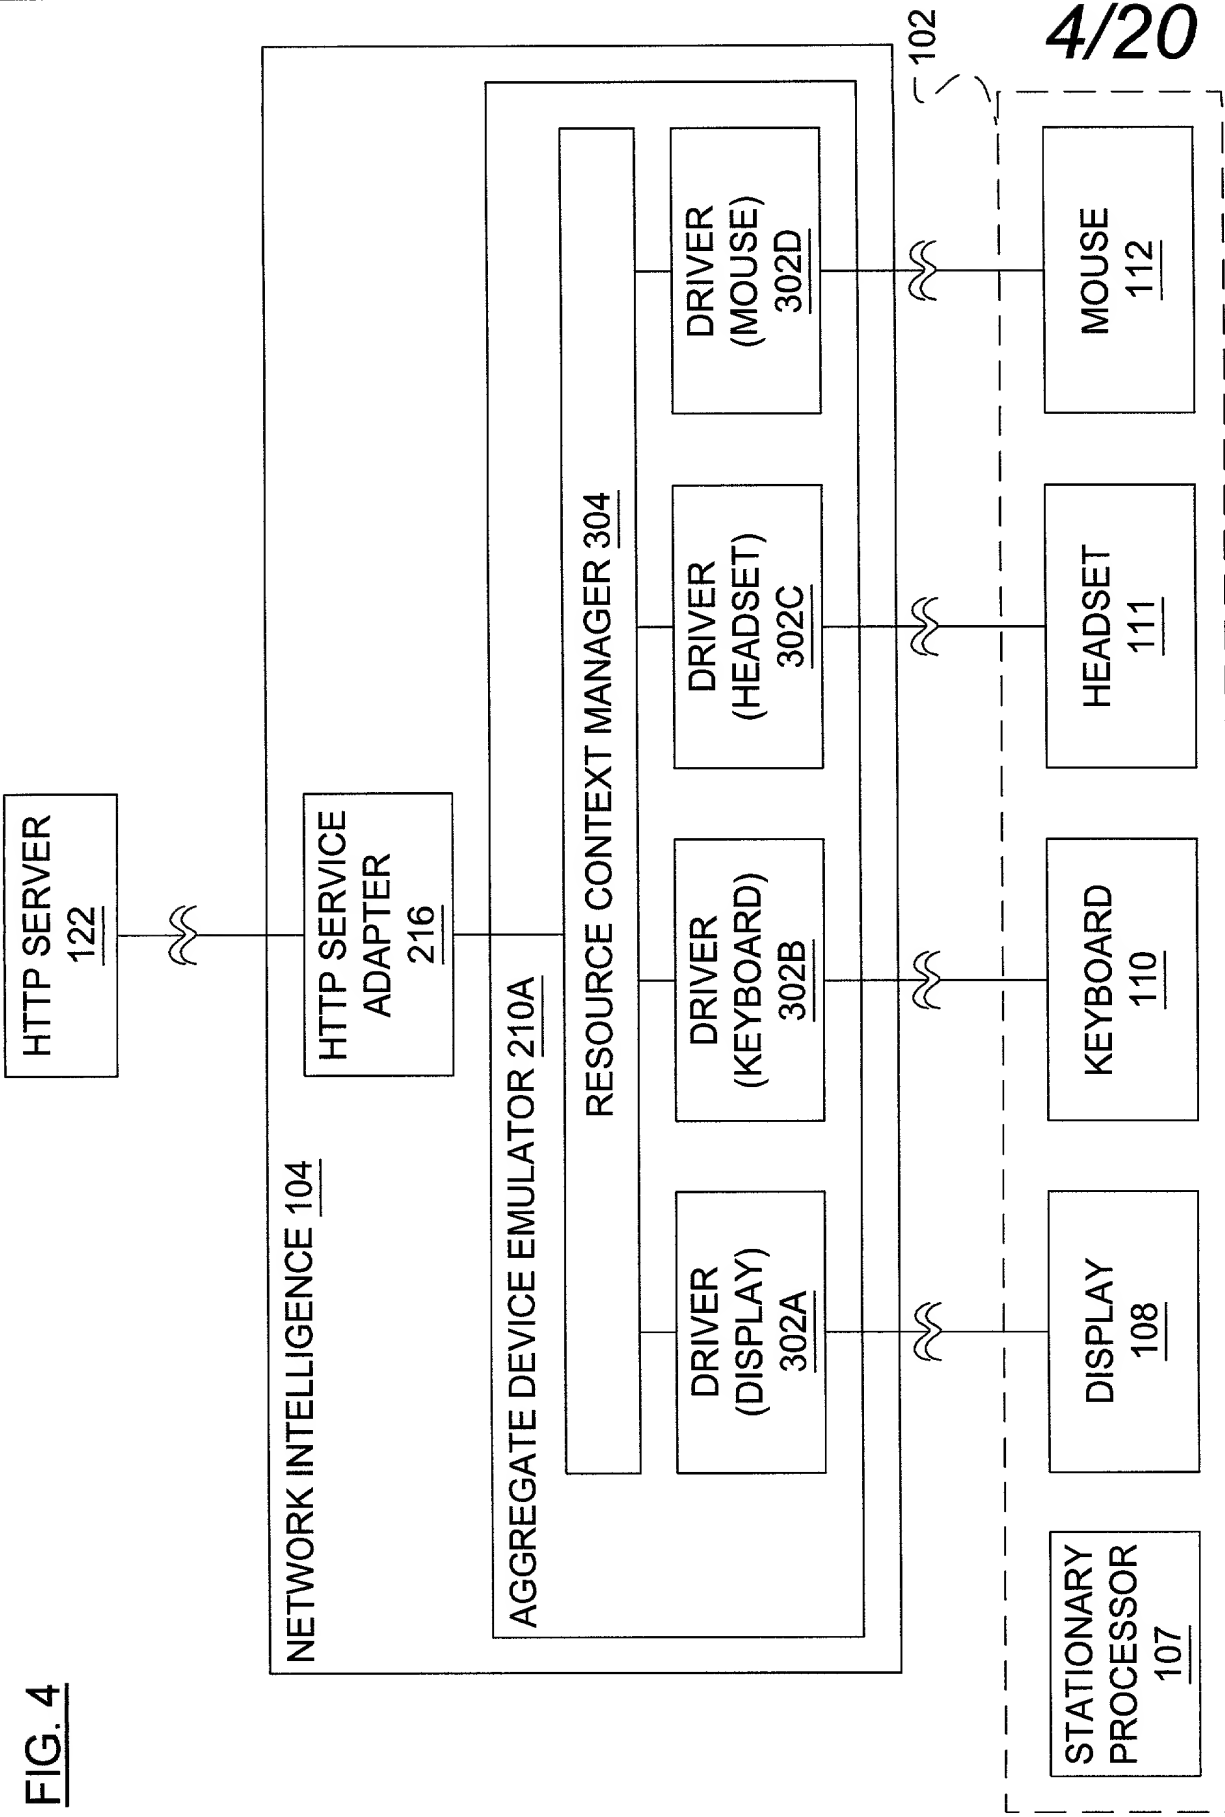 4/20
FIG. 4
HTTP SERVER
122
NETWORK INTELLIGENCE 104
HTTP SERVICE
ADAPTER
216
AGGREGATE DEVICE EMULATOR 210A
RESOURCE CONTEXT MANAGER 304
DRIVER
(DISPLAY)
302A
DRIVER
(KEYBOARD)
302B
DRIVER
(HEADSET)
302C
DRIVER
(MOUSE)
302D
102
STATIONARY
PROCESSOR
107
DISPLAY
108
KEYBOARD
110
HEADSET
111
MOUSE
112